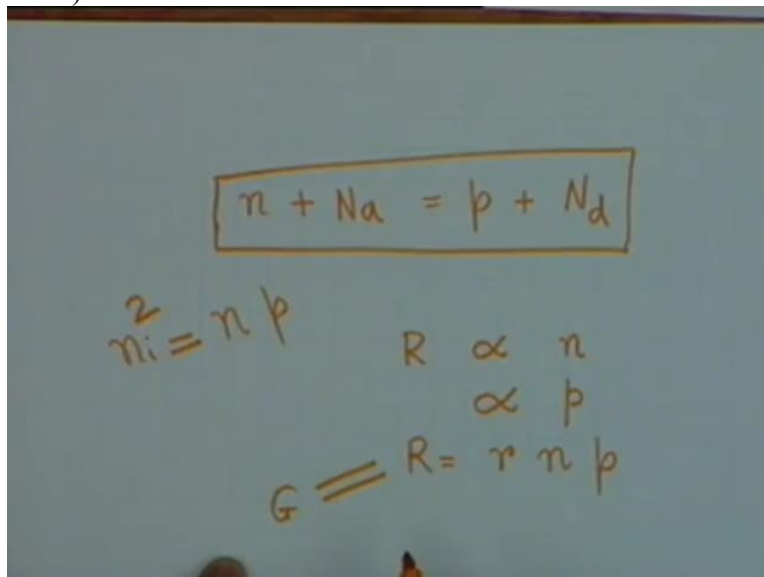 n + Na = p + Nd
ni² = n p
R ∝ n
∝ p
G = R = r n p